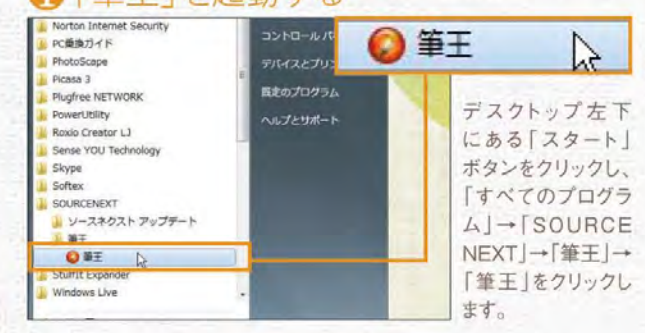 ❶「筆王」を起動する
Norton Internet Security
PC乗換ガイド
PhotoScape
Picasa 3
Plugfree NETWORK
PowerUtility
Roxio Creator LJ
Sense YOU Technology
Skype
Softex
SOURCENEXT
ソースネクスト アップデート
筆王
筆王
StuffIt Expander
Windows Live
コントロール パ
デバイスとプリン
既定のプログラム
ヘルプとサポート
筆王
デスクトップ左下
にある「スタート」
ボタンをクリックし、
「すべてのプログラ
ム」→「SOURCE
NEXT」→「筆王」→
「筆王」をクリックし
ます。